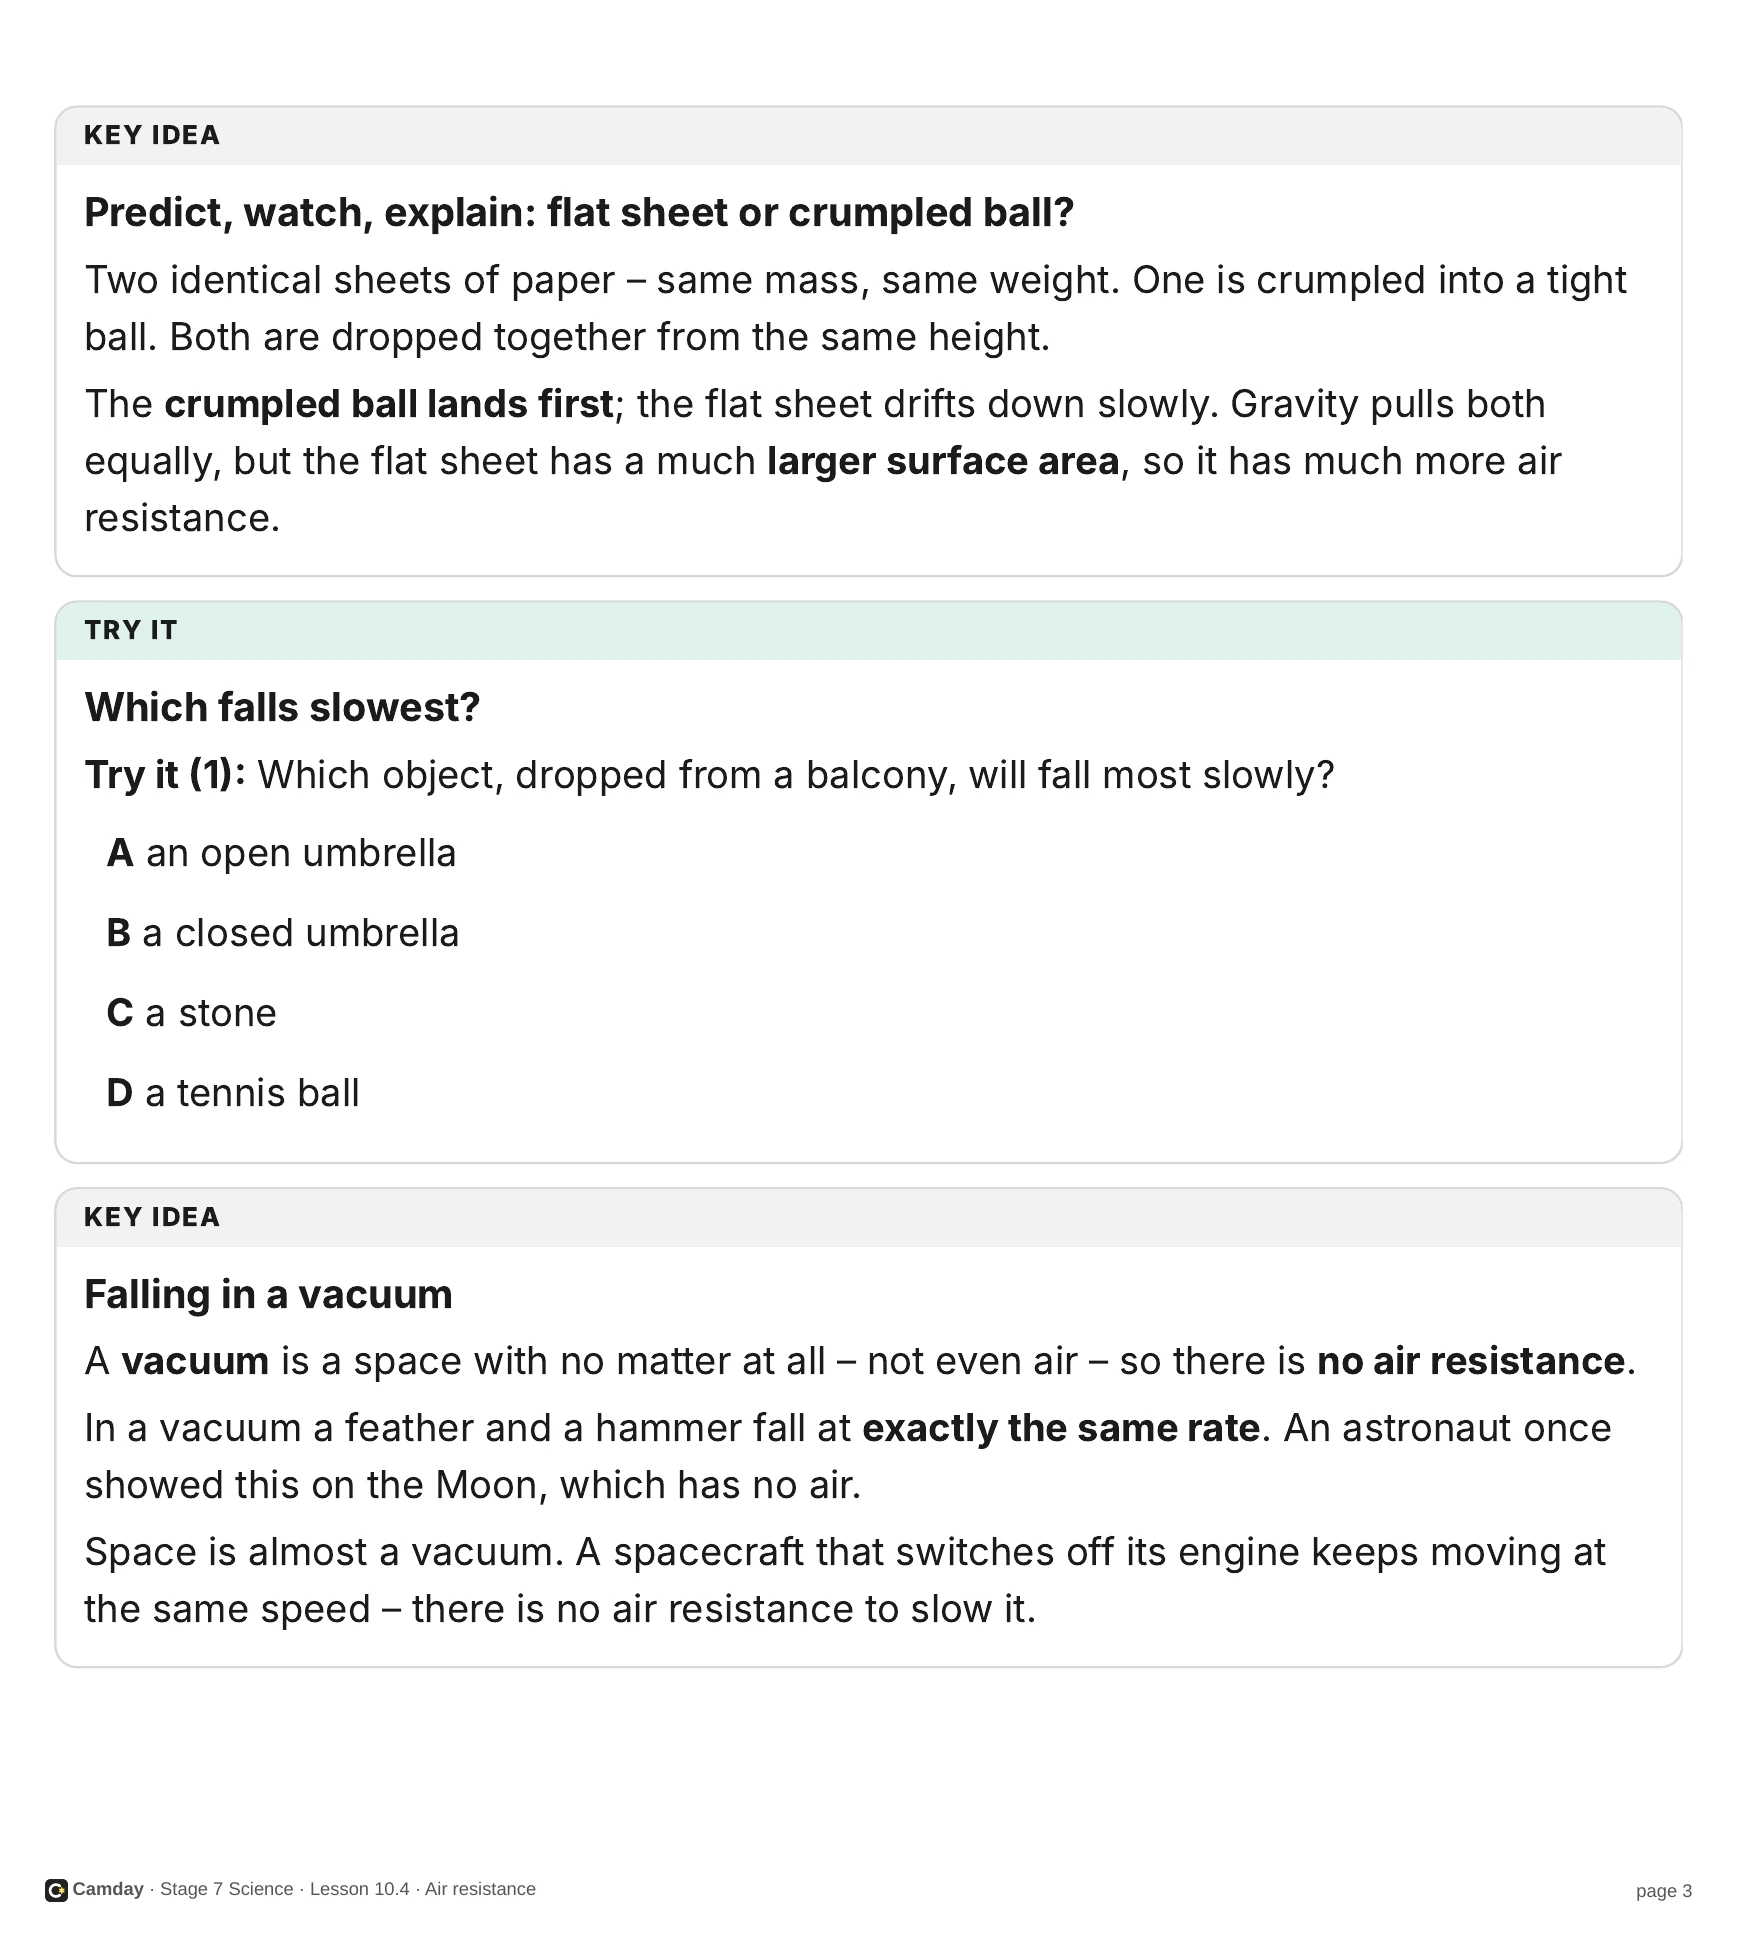 KEY IDEA
Predict, watch, explain: flat sheet or crumpled ball?
Two identical sheets of paper – same mass, same weight. One is crumpled into a tight
ball. Both are dropped together from the same height.
The crumpled ball lands first; the flat sheet drifts down slowly. Gravity pulls both
equally, but the flat sheet has a much larger surface area, so it has much more air
resistance.
TRY IT
Which falls slowest?
Try it (1): Which object, dropped from a balcony, will fall most slowly?
A an open umbrella
B a closed umbrella
C a stone
D a tennis ball
KEY IDEA
Falling in a vacuum
A vacuum is a space with no matter at all – not even air – so there is no air resistance.
In a vacuum a feather and a hammer fall at exactly the same rate. An astronaut once
showed this on the Moon, which has no air.
Space is almost a vacuum. A spacecraft that switches off its engine keeps moving at
the same speed – there is no air resistance to slow it.
Camday · Stage 7 Science · Lesson 10.4 · Air resistance
page 3